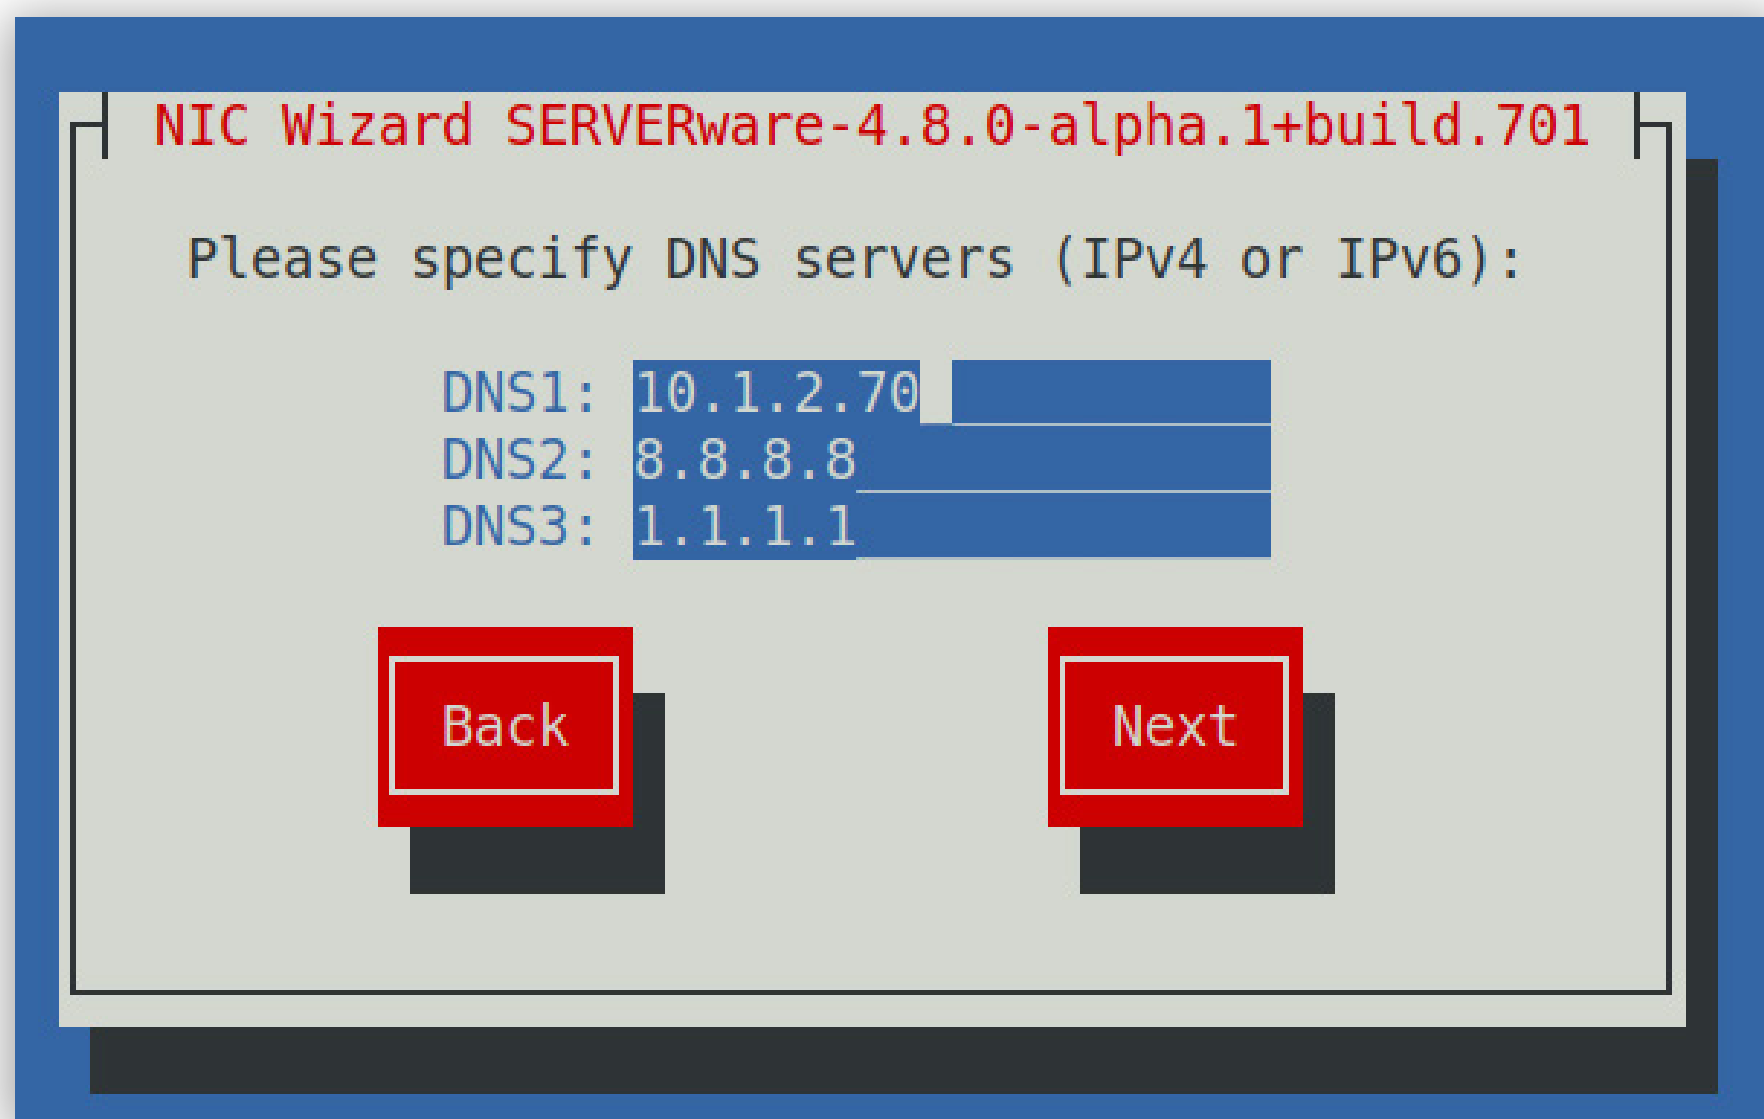 NIC Wizard SERVERware-4.8.0-alpha.1+build.701
Please specify DNS servers (IPv4 or IPv6):
DNS1: 10.1.2.70
DNS2: 8.8.8.8
DNS3: 1.1.1.1
Back Next